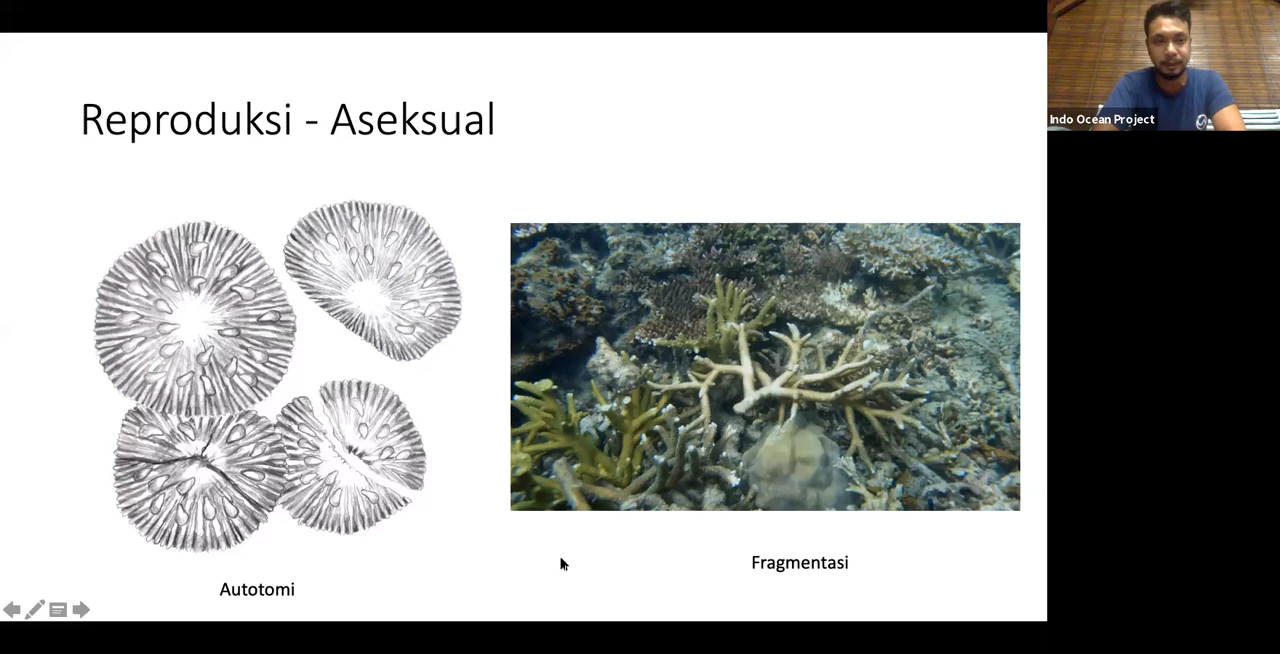 Reproduksi - Aseksual
Indo Ocean Project
Fragmentasi
Autotomi